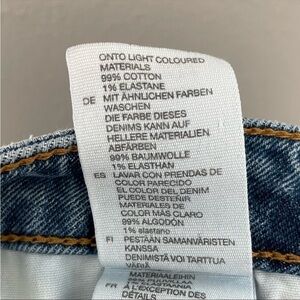 ONTO LIGHT COLOURED
MATERIALS
99% COTTON
1% ELASTANE
DE MIT ÄHNLICHEN FARBEN
WASCHEN
DIE FARBE DIESES
DENIMS KANN AUF
HELLERE MATERIALIEN
ABFÄRBEN
99% BAUMWOLLE
1% ELASTHAN
ES LAVAR CON PRENDAS DE
COLOR PARECIDO
EL COLOR DEL DENIM
PUEDE DESTEÑIR
MATERIALES DE
COLOR MÁS CLARO
99% ALGODÓN
1% elastano
FI PESTÄÄN SAMANVÄRISTEN
KANSSA
DENIMISTÄ VOI TARTTUA
VÄRIÄ
MATERIAALEIHIN
FR À L'EXCEPTION DES